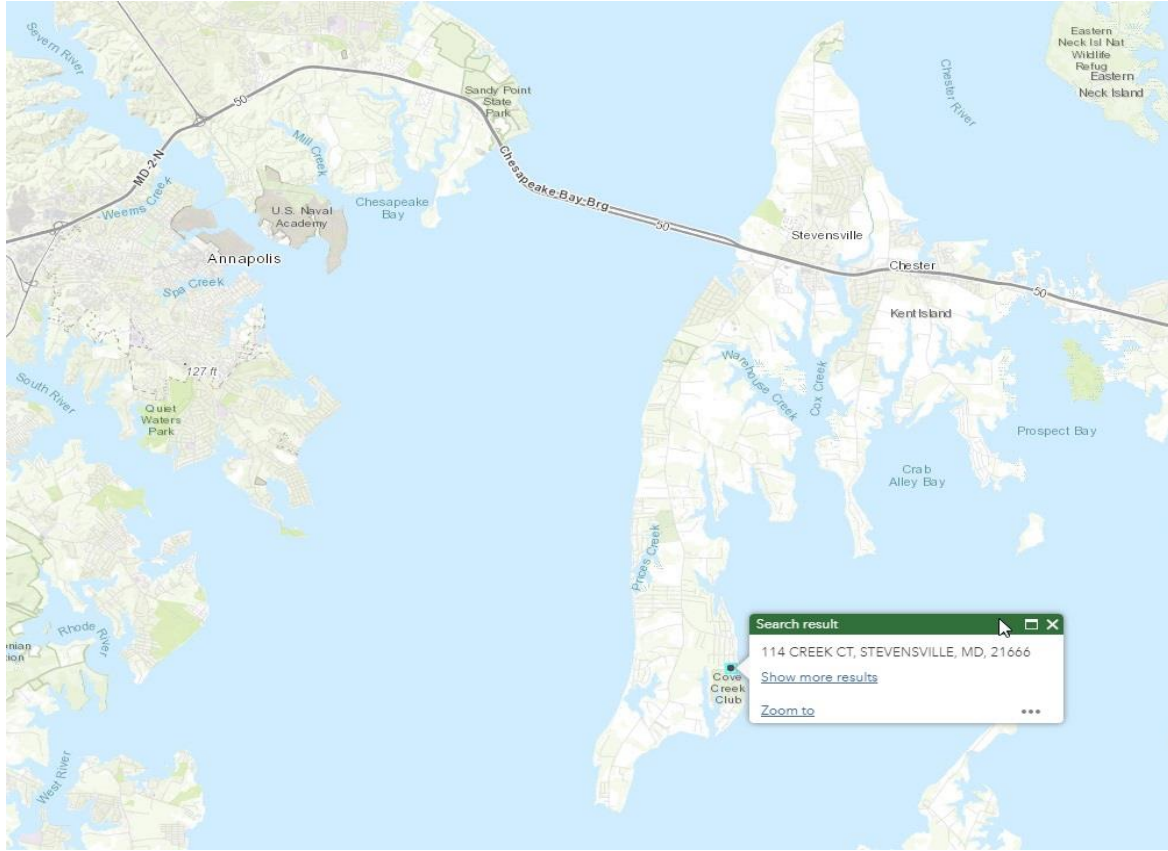 Severn River
50
MD-2-N
Weems Creek
Mill Creek
U.S. Naval
Academy
Chesapeake
Bay
Annapolis
Spa Creek
127 ft
South River
Quiet
Waters
Park
Rhode River
West River
Sandy Point
State
Park
Chesapeake Bay Brg
50
Chester River
Eastern
Neck Isl Nat
Wildlife
Refug
Eastern
Neck Island
Stevensville
Chester
50
Kent Island
Warehouse Creek
Cox Creek
Prospect Bay
Crab
Alley Bay
Prices Creek
Cove
Creek
Club
Search result
114 CREEK CT, STEVENSVILLE, MD, 21666
Show more results
Zoom to